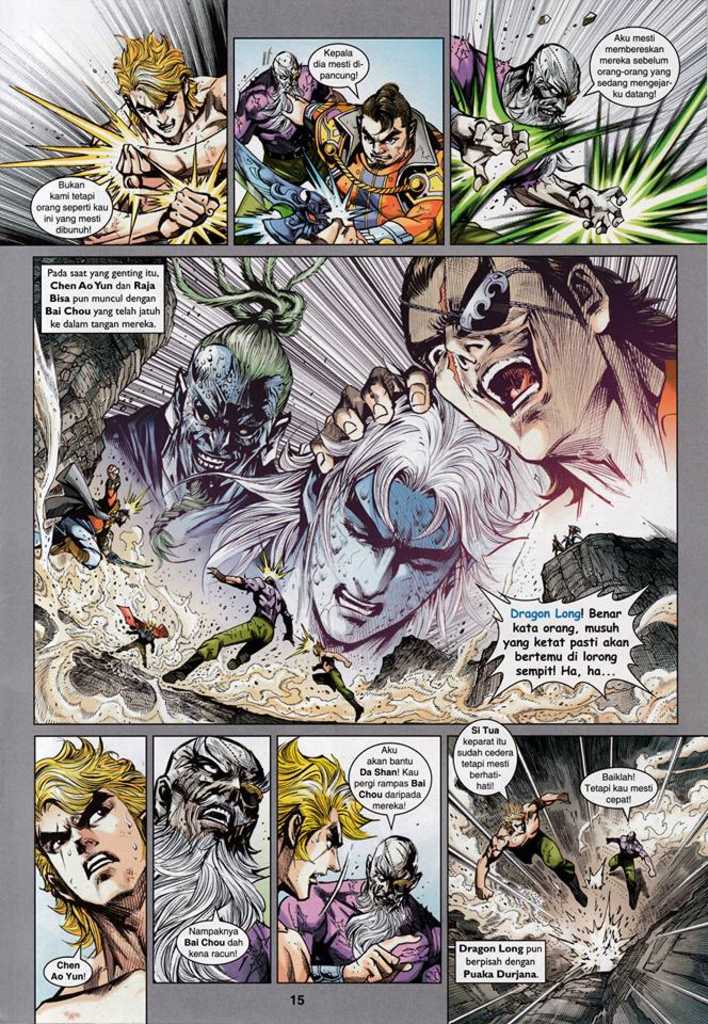 Bukan
kami tetapi
orang seperti kau
ini yang mesti
dibunuh!
Kepala
dia mesti di-
pancung!
Aku mesti
membereskan
mereka sebelum
orang-orang yang
sedang mengejar-
ku datang!
Pada saat yang genting itu,
Chen Ao Yun dan Raja
Bisa pun muncul dengan
Bai Chou yang telah jatuh
ke dalam tangan mereka.
Dragon Long! Benar
kata orang, musuh
yang ketat pasti akan
bertemu di lorong
sempit! Ha, ha...
Chen
Ao Yun!
Nampaknya
Bai Chou dah
kena racun!
Aku
akan bantu
Da Shan! Kau
pergi rampas Bai
Chou daripada
mereka!
Si Tua
keparat itu
sudah cedera
tetapi mesti
berhati-
hati!
Baiklah!
Tetapi kau mesti
cepat!
Dragon Long pun
berpisah dengan
Puaka Durjana.
15